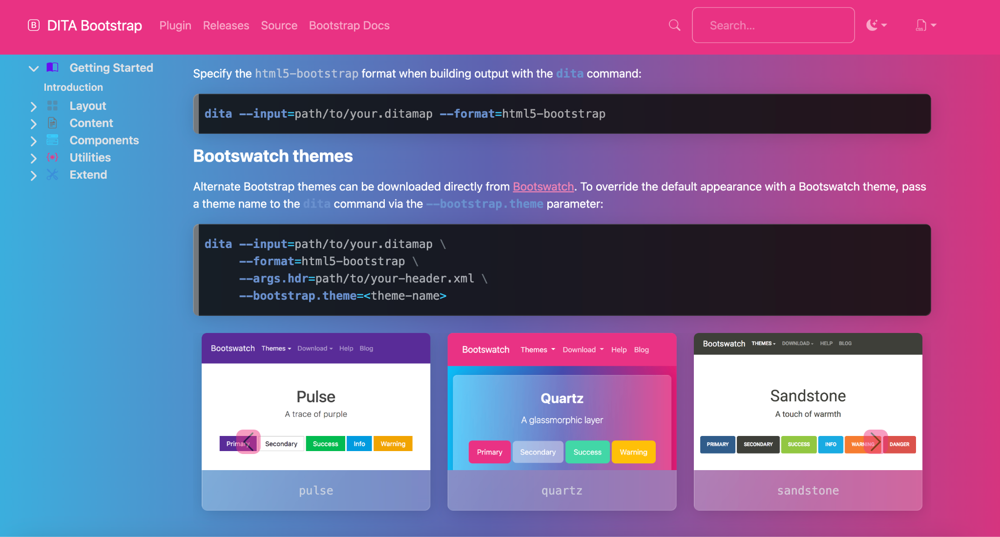 B DITA Bootstrap Plugin Releases Source Bootstrap Docs Search... CSS
Getting Started
Introduction
Layout
Content
Components
Utilities
Extend
Specify the html5-bootstrap format when building output with the dita command:
dita --input=path/to/your.ditamap --format=html5-bootstrap
Bootswatch themes
Alternate Bootstrap themes can be downloaded directly from Bootswatch. To override the default appearance with a Bootswatch theme, pass
a theme name to the dita command via the --bootstrap.theme parameter:
dita --input=path/to/your.ditamap \
--format=html5-bootstrap \
--args.hdr=path/to/your-header.xml \
--bootstrap.theme=<theme-name>
Bootswatch Themes Download Help Blog
Pulse
A trace of purple
Primary Secondary Success Info Warning
pulse
Bootswatch Themes Download Help Blog
Quartz
A glassmorphic layer
Primary Secondary Success Warning
quartz
Bootswatch THEMES DOWNLOAD HELP BLOG
Sandstone
A touch of warmth
PRIMARY SECONDARY SUCCESS INFO WARNING DANGER
sandstone